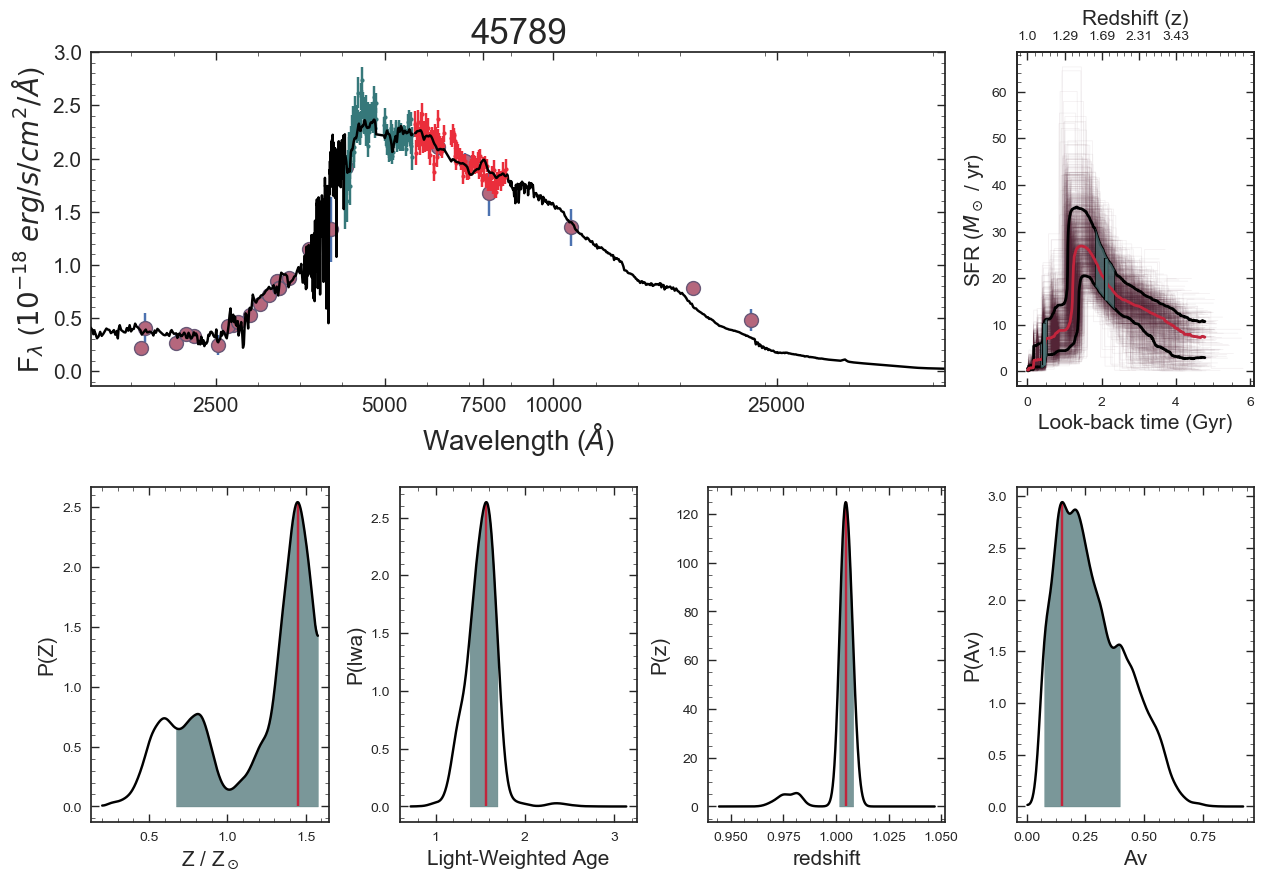 45789
F_λ (10^-18 erg/s/cm^2/Å)
3.0
2.5
2.0
1.5
1.0
0.5
0.0
2500 5000 7500 10000 25000
Wavelength (Å)
Redshift (z)
1.0 1.29 1.69 2.31 3.43
SFR (M_⊙ / yr)
60
50
40
30
20
10
0
0 2 4 6
Look-back time (Gyr)
P(Z)
2.5
2.0
1.5
1.0
0.5
0.0
0.5 1.0 1.5
Z / Z_⊙
P(lwa)
2.5
2.0
1.5
1.0
0.5
0.0
1 2 3
Light-Weighted Age
P(z)
120
100
80
60
40
20
0
0.950 0.975 1.000 1.025 1.050
redshift
P(Av)
3.0
2.5
2.0
1.5
1.0
0.5
0.0
0.00 0.25 0.50 0.75
Av